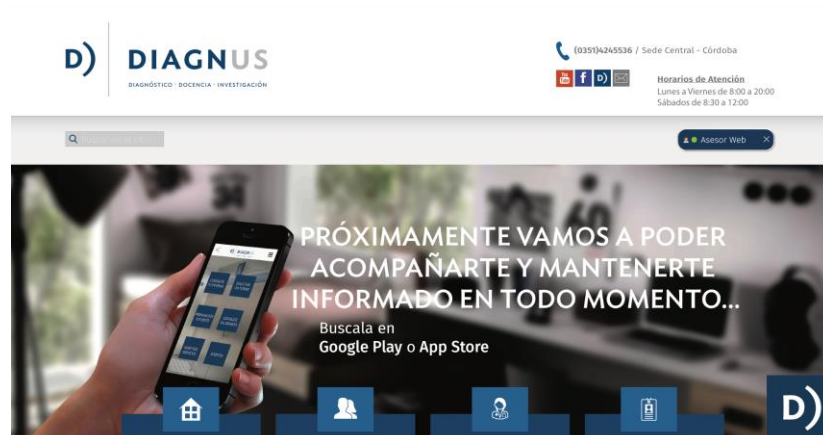 D) DIAGNUS
DIAGNÓSTICO · DOCENCIA · INVESTIGACIÓN
(0351)4245536 / Sede Central - Córdoba
You
f
D)
Horarios de Atención
Lunes a Viernes de 8:00 a 20:00
Sábados de 8:30 a 12:00
Asesor Web
PRÓXIMAMENTE VAMOS A PODER
ACOMPAÑARTE Y MANTENERTE
INFORMADO EN TODO MOMENTO...
Buscala en
Google Play o App Store
D)